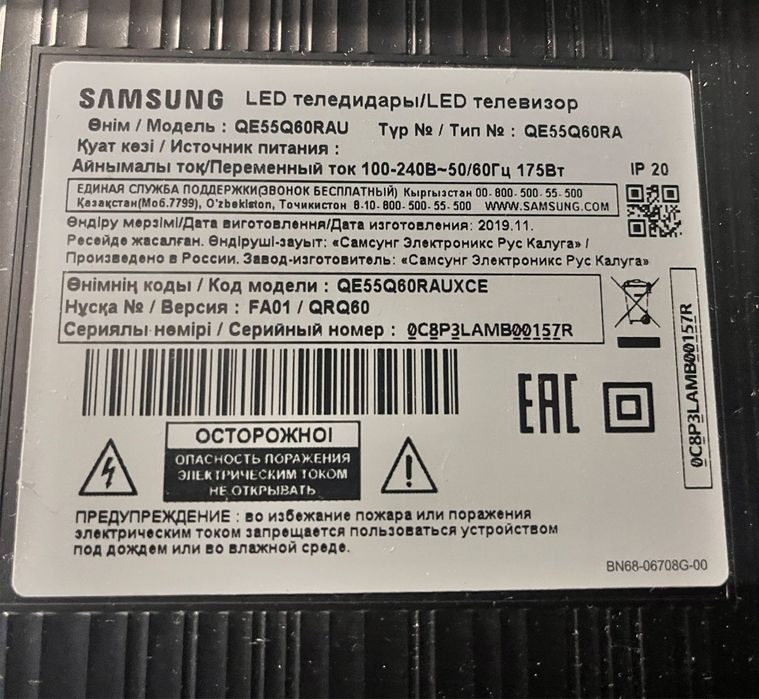 SAMSUNG LED теледидары/LED телевизор
Өнім / Модель : QE55Q60RAU Түр № / Тип № : QE55Q60RA
Қуат көзі / Источник питания :
Айнымалы ток/Переменный ток 100-240В~50/60Гц 175Вт IP 20
ЕДИНАЯ СЛУЖБА ПОДДЕРЖКИ(ЗВОНОК БЕСПЛАТНЫЙ) Кыргызстан 00-800-500-55-500
Қазақстан(Моб.7799), O'zbekiston, Точикистон 8-10-800-500-55-500 WWW.SAMSUNG.COM
Өндіру мерзімі/Дата виготовлення/Дата изготовления: 2019.11.
Ресейде жасалған. Өндіруші-зауыт: «Самсунг Электроникс Рус Калуга» /
Произведено в России. Завод-изготовитель: «Самсунг Электроникс Рус Калуга»
Өнімнің коды / Код модели : QE55Q60RAUXCE
Нұсқа № / Версия : FA01 / QRQ60
Сериялы нөмірі / Серийный номер : 0C8P3LAMB00157R
0C8P3LAMB00157R
EAC
ОСТОРОЖНО!
ОПАСНОСТЬ ПОРАЖЕНИЯ
ЭЛЕКТРИЧЕСКИМ ТОКОМ
НЕ ОТКРЫВАТЬ
ПРЕДУПРЕЖДЕНИЕ : во избежание пожара или поражения
электрическим током запрещается пользоваться устройством
под дождем или во влажной среде.
BN68-06708G-00